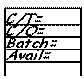 C/T=
C/O=
Batch=
Avail=